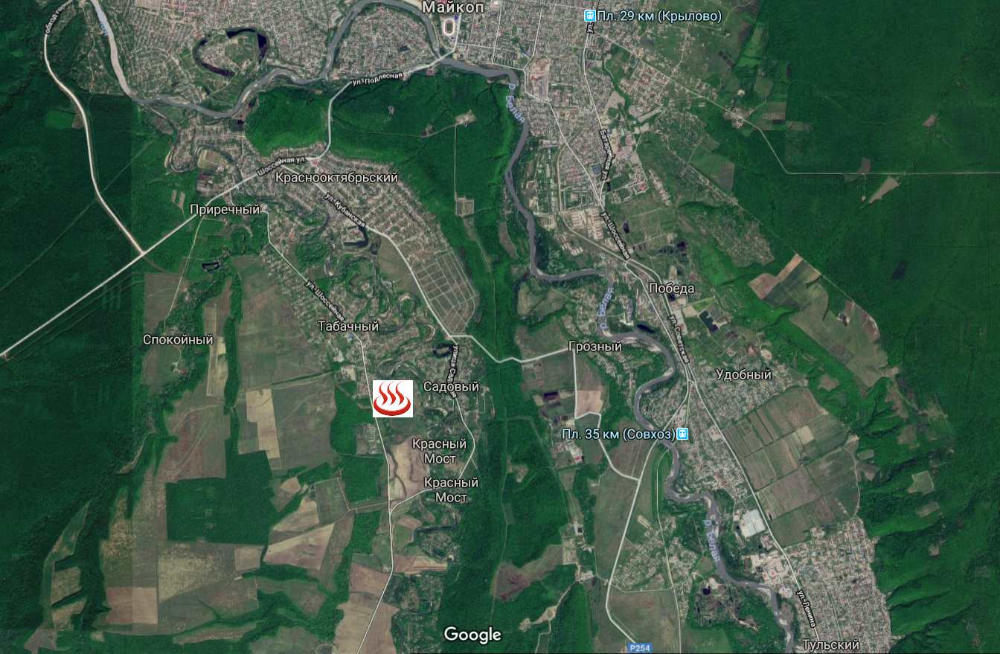 Майкоп
Пл. 29 км (Крылово)
ул. Подлесная
р. Белая
Шоссейная ул.
Краснооктябрьский
ул. Кубанская
Приречный
ул. Шоссейная
ул. Шоссейная
Победа
р. Белая
ул. Советская
Табачный
Спокойный
Грозный
Удобный
Садовый
Пл. 35 км (Совхоз)
Красный
Мост
Красный
Мост
р. Белая
ул. Ленина
Google
Р254
Тульский